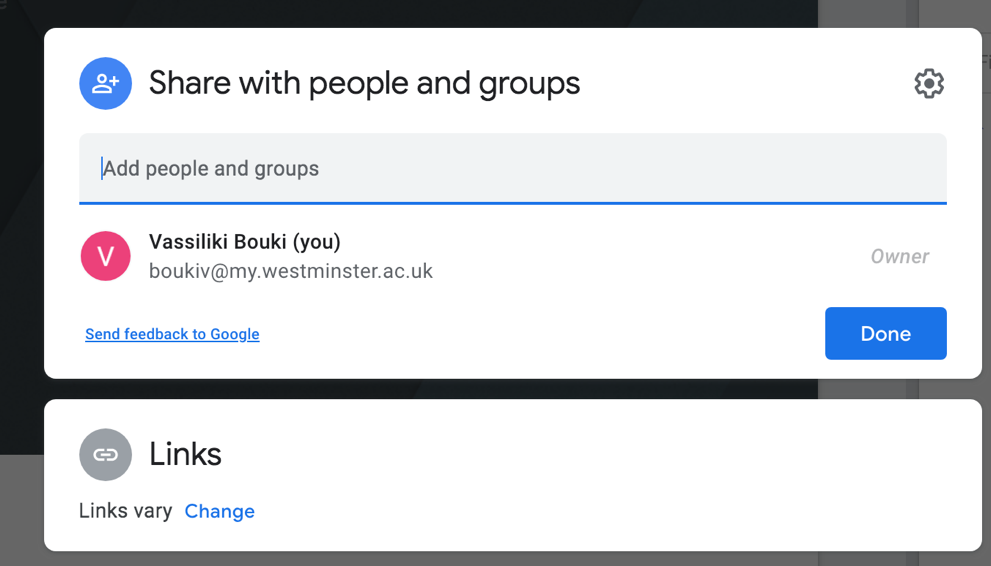 Share with people and groups
Add people and groups
V
Vassiliki Bouki (you)
boukiv@my.westminster.ac.uk
Owner
Send feedback to Google
Done
Links
Links vary Change